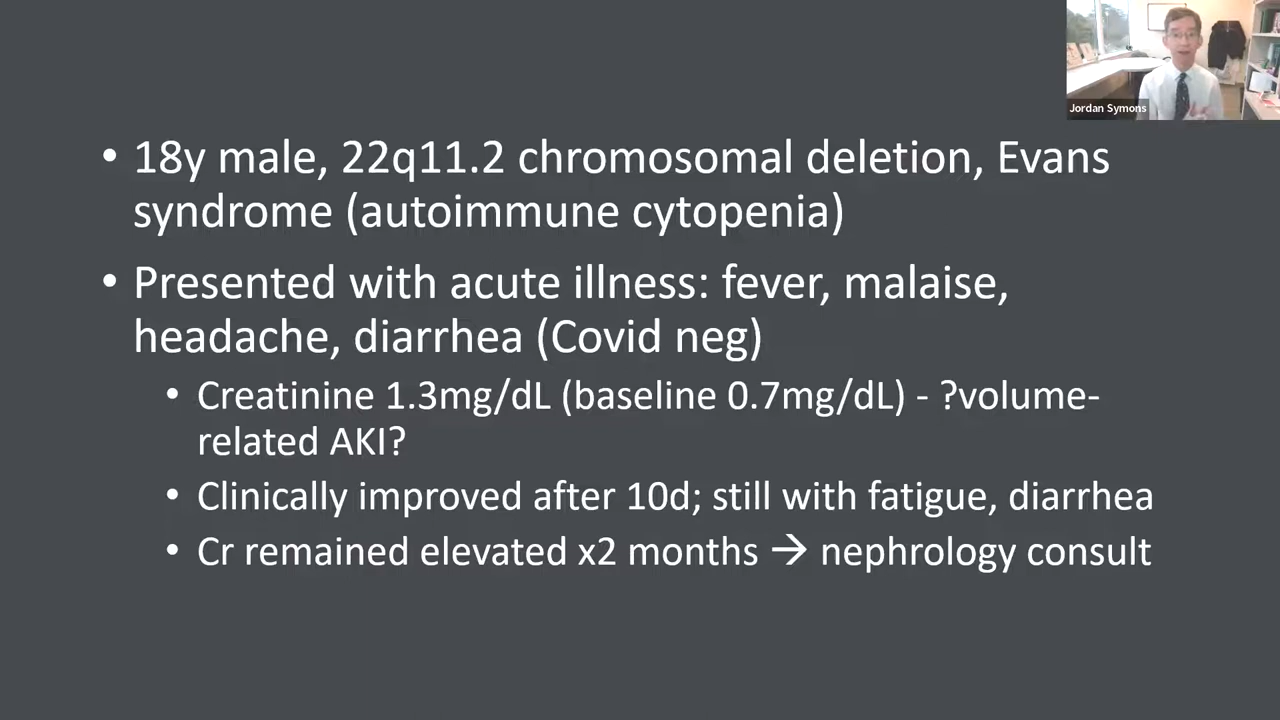 Jordan Symons
• 18y male, 22q11.2 chromosomal deletion, Evans
syndrome (autoimmune cytopenia)
• Presented with acute illness: fever, malaise,
headache, diarrhea (Covid neg)
• Creatinine 1.3mg/dL (baseline 0.7mg/dL) - ?volume-
related AKI?
• Clinically improved after 10d; still with fatigue, diarrhea
• Cr remained elevated x2 months → nephrology consult